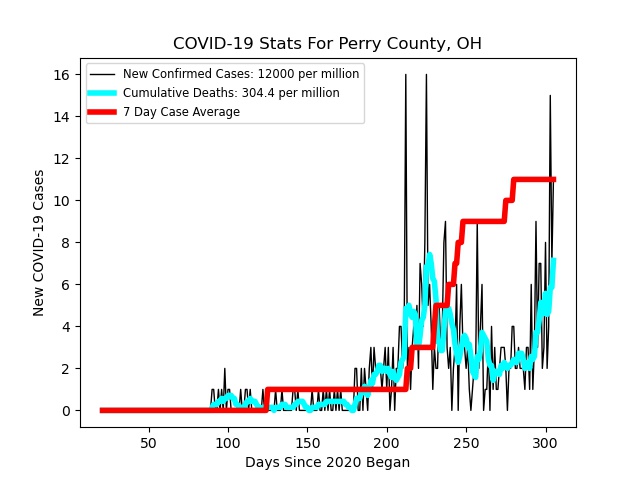 COVID-19 Stats For Perry County, OH
New Confirmed Cases: 12000 per million
Cumulative Deaths: 304.4 per million
7 Day Case Average
16
14
12
10
8
6
4
2
0
New COVID-19 Cases
50 100 150 200 250 300
Days Since 2020 Began